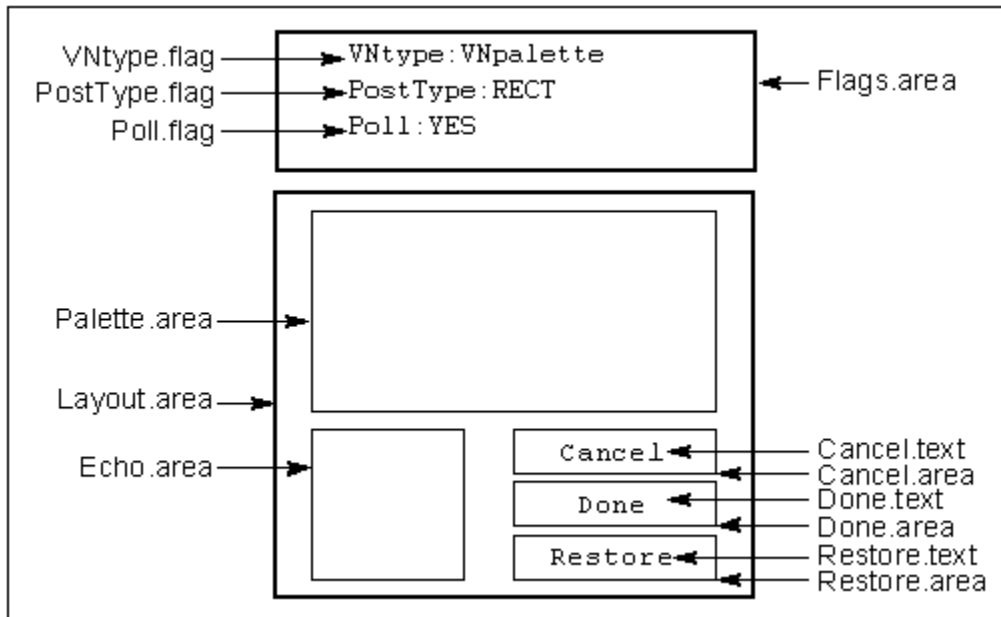 VNtype.flag
VNtype:VNpalette
PostType.flag
PostType:RECT
Flags.area
Poll.flag
Poll:YES
Palette.area
Layout.area
Echo.area
Cancel
Cancel.text
Cancel.area
Done
Done.text
Done.area
Restore
Restore.text
Restore.area